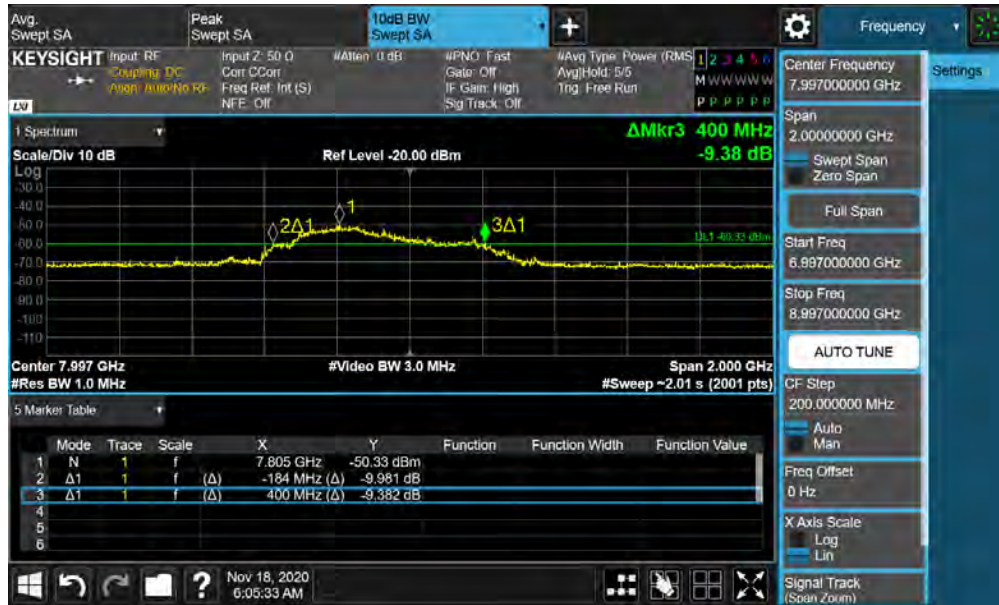 Avg.
Swept SA
Peak
Swept SA
10dB BW
Swept SA
Frequency
KEYSIGHT
Input: RF
Coupling: DC
Align: Auto/No RF
Input Z: 50 Ω
Corr CCorr
Freq Ref: Int (S)
NFE: Off
#Atten: 0 dB
#PNO: Fast
Gate: Off
IF Gain: High
Sig Track: Off
#Avg Type: Power (RMS
Avg|Hold: 5/5
Trig: Free Run
1 2 3 4 5 6
M W W W W W
P P P P P P
LXI
1 Spectrum
ΔMkr3 400 MHz
-9.38 dB
Scale/Div 10 dB
Ref Level -20.00 dBm
Log
-30.0
-40.0
-50.0
-60.0
-70.0
-80.0
-90.0
-100
-110
2Δ1
1
3Δ1
DL1 -60.33 dBm
Center 7.997 GHz
#Video BW 3.0 MHz
Span 2.000 GHz
#Res BW 1.0 MHz
#Sweep ~2.01 s (2001 pts)
5 Marker Table
Mode Trace Scale X Y Function Function Width Function Value
1 N 1 f 7.805 GHz -50.33 dBm
2 Δ1 1 f (Δ) -184 MHz (Δ) -9.981 dB
3 Δ1 1 f (Δ) 400 MHz (Δ) -9.382 dB
4
5
6
Nov 18, 2020
6:05:33 AM
Center Frequency
7.997000000 GHz
Settings
Span
2.00000000 GHz
Swept Span
Zero Span
Full Span
Start Freq
6.997000000 GHz
Stop Freq
8.997000000 GHz
AUTO TUNE
CF Step
200.000000 MHz
Auto
Man
Freq Offset
0 Hz
X Axis Scale
Log
Lin
Signal Track
(Span Zoom)